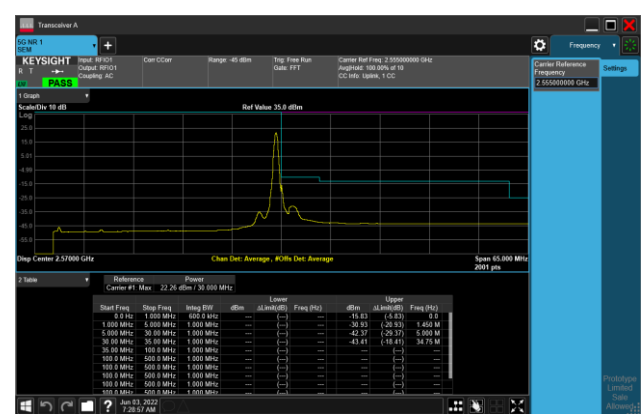 Transceiver A
5G NR 1
SEM
Frequency
KEYSIGHT
R T
PASS
Input: RFIO1
Output: RFIO1
Coupling: AC
Corr CCorr
Range: -45 dBm
Trig: Free Run
Gate: FFT
Carrier Ref Freq: 2.555000000 GHz
Avg|Hold: 100.00% of 10
CC Info: Uplink, 1 CC
Carrier Reference
Frequency
2.555000000 GHz
Settings
1 Graph
Scale/Div 10 dB
Ref Value 35.0 dBm
Log
25.0
15.0
5.01
-4.99
-15.0
-25.0
-35.0
-45.0
-55.0
Disp Center 2.57000 GHz
Chan Det: Average , #Offs Det: Average
Span 65.000 MHz
2001 pts
2 Table
Reference Power
Carrier #1 Max 22.26 dBm / 30.000 MHz
Lower Upper
Start Freq Stop Freq Integ BW dBm ΔLimit(dB) Freq (Hz) dBm ΔLimit(dB) Freq (Hz)
0.0 Hz 1.000 MHz 600.0 kHz --- (---) --- -15.83 (-5.83) 0.0
1.000 MHz 5.000 MHz 1.000 MHz --- (---) --- -30.93 (-20.93) 1.450 M
5.000 MHz 30.00 MHz 1.000 MHz --- (---) --- -42.37 (-29.37) 5.000 M
30.00 MHz 35.00 MHz 1.000 MHz --- (---) --- -43.41 (-18.41) 34.75 M
35.00 MHz 100.0 MHz 1.000 MHz --- (---) --- --- (---) ---
100.0 MHz 500.0 MHz 1.000 MHz --- (---) --- --- (---) ---
100.0 MHz 500.0 MHz 1.000 MHz --- (---) --- --- (---) ---
100.0 MHz 500.0 MHz 1.000 MHz --- (---) --- --- (---) ---
100.0 MHz 500.0 MHz 1.000 MHz --- (---) --- --- (---) ---
100.0 MHz 500.0 MHz 1.000 MHz --- (---) --- --- (---) ---
Prototype
Limited
Sale
Allowed
?
Jun 03, 2022
7:28:57 AM